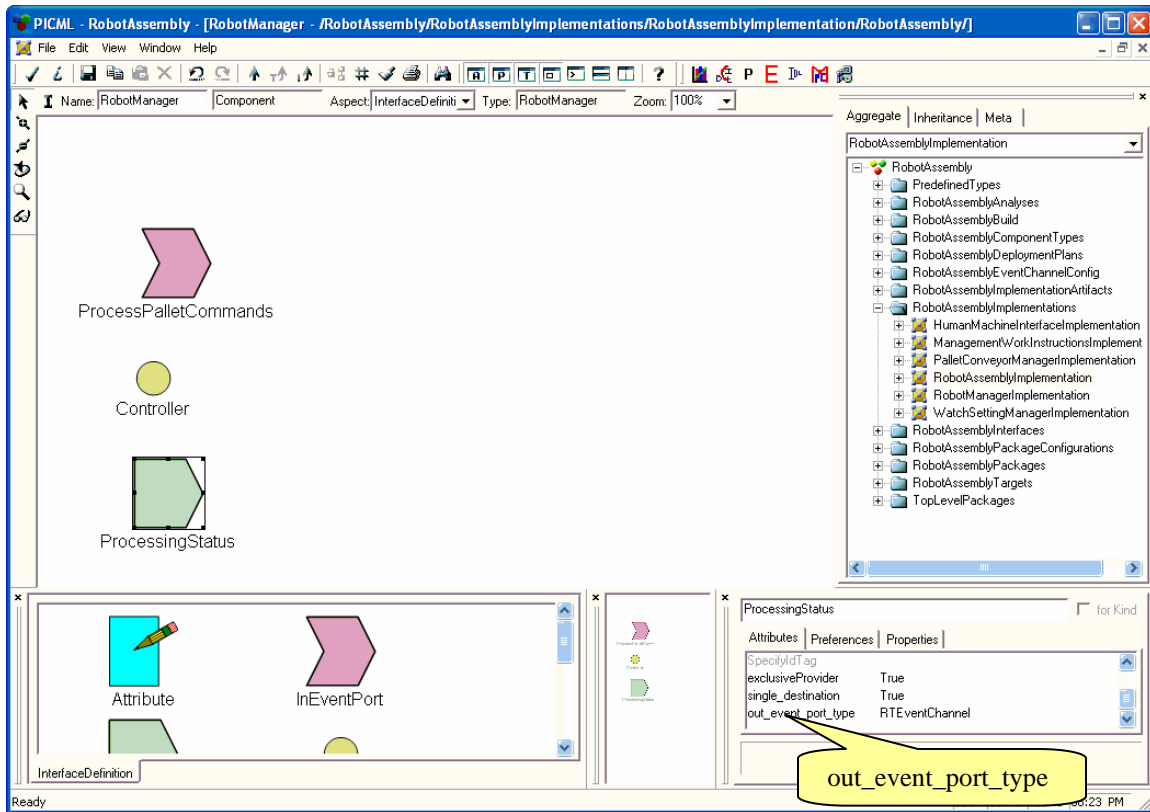 PICML - RobotAssembly - [RobotManager - /RobotAssembly/RobotAssemblyImplementations/RobotAssemblyImplementation/RobotAssembly/]
File Edit View Window Help
Name: RobotManager Component Aspect: InterfaceDefiniti Type: RobotManager Zoom: 100%
Aggregate Inheritance Meta
RobotAssemblyImplementation
RobotAssembly
PredefinedTypes
RobotAssemblyAnalyses
RobotAssemblyBuild
RobotAssemblyComponentTypes
RobotAssemblyDeploymentPlans
RobotAssemblyEventChannelConfig
RobotAssemblyImplementationArtifacts
RobotAssemblyImplementations
HumanMachineInterfaceImplementation
ManagementWorkInstructionsImplement
PalletConveyorManagerImplementation
RobotAssemblyImplementation
RobotManagerImplementation
WatchSettingManagerImplementation
RobotAssemblyInterfaces
RobotAssemblyPackageConfigurations
RobotAssemblyPackages
RobotAssemblyTargets
TopLevelPackages
ProcessPalletCommands
Controller
ProcessingStatus
Attribute
InEventPort
InterfaceDefinition
ProcessingStatus for Kind
Attributes Preferences Properties
SpecifyIdTag
exclusiveProvider True
single_destination True
out_event_port_type RTEventChannel
out_event_port_type
Ready
:23 PM